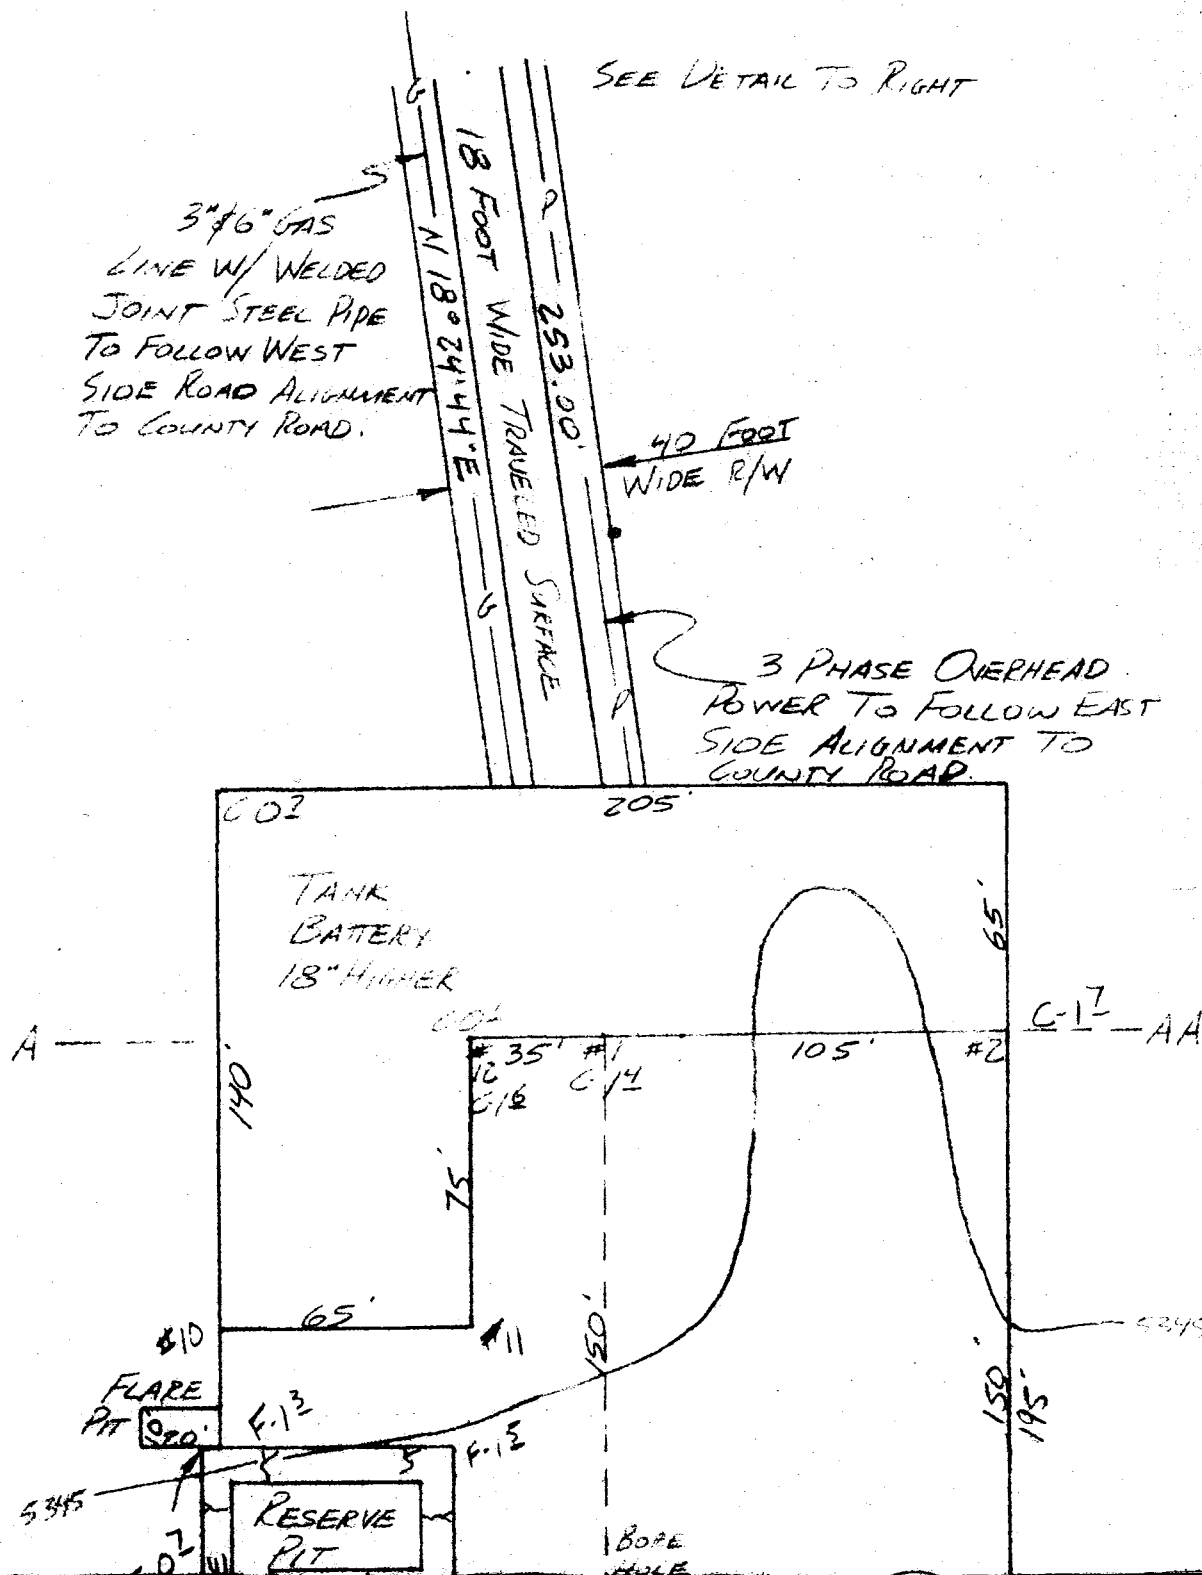 SEE DETAIL TO RIGHT
3" & 6" GAS
LINE W/ WELDED
JOINT STEEL PIPE
TO FOLLOW WEST
SIDE ROAD ALIGNMENT
TO COUNTY ROAD.
G
N 18° 24' 44" E
G
18 FOOT WIDE TRAVELED SURFACE
P
253.00'
P
40 FOOT
WIDE R/W
3 PHASE OVERHEAD
POWER TO FOLLOW EAST
SIDE ALIGNMENT TO
COUNTY ROAD.
205'
TANK
BATTERY
18" HIGHER
65'
A
C-1 7
AA
35'
#1
105'
#2
#12
C-1 6
C-1 4
140'
75'
65'
#10
#11
150'
5345
FLARE
PIT
F-1 3
F-1 5
150'
195'
5345
RESERVE
PIT
BORE
HOLE